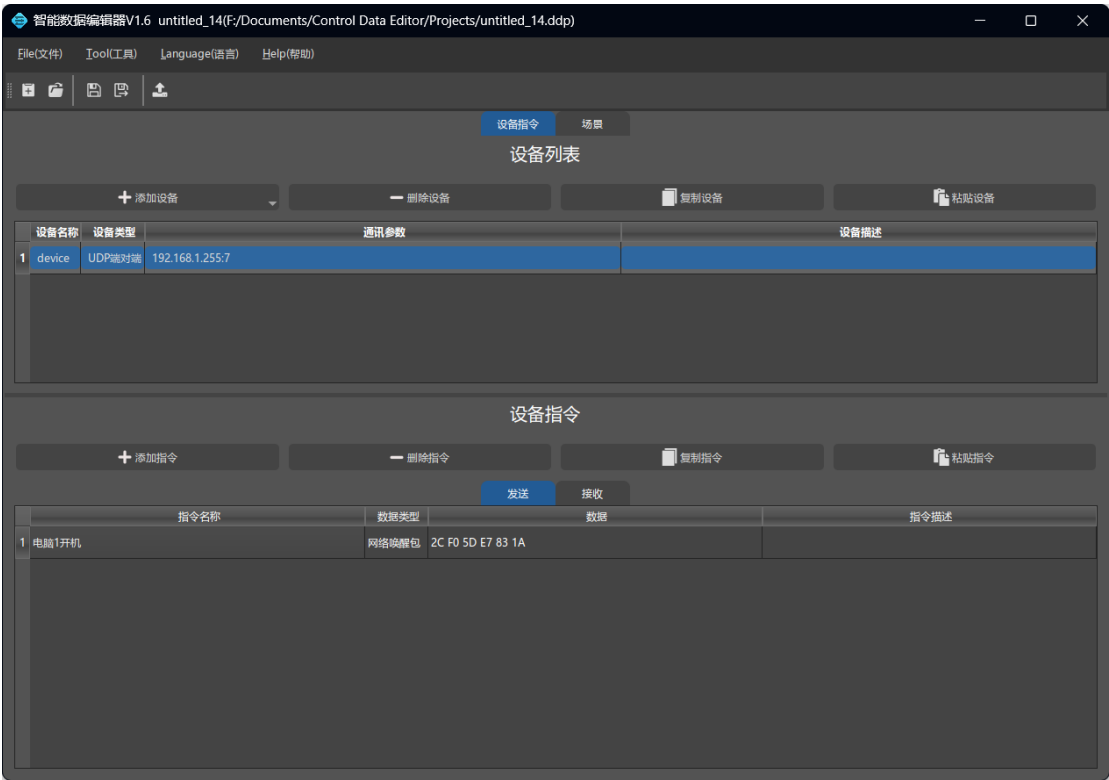 智能数据编辑器V1.6 untitled_14(F:/Documents/Control Data Editor/Projects/untitled_14.ddp)
File(文件) Tool(工具) Language(语言) Help(帮助)
设备指令 场景
设备列表
添加设备 删除设备 复制设备 粘贴设备
设备名称 设备类型 通讯参数 设备描述
1 device UDP端对端 192.168.1.255:7
设备指令
添加指令 删除指令 复制指令 粘贴指令
发送 接收
指令名称 数据类型 数据 指令描述
1 电脑1开机 网络唤醒包 2C F0 5D E7 83 1A